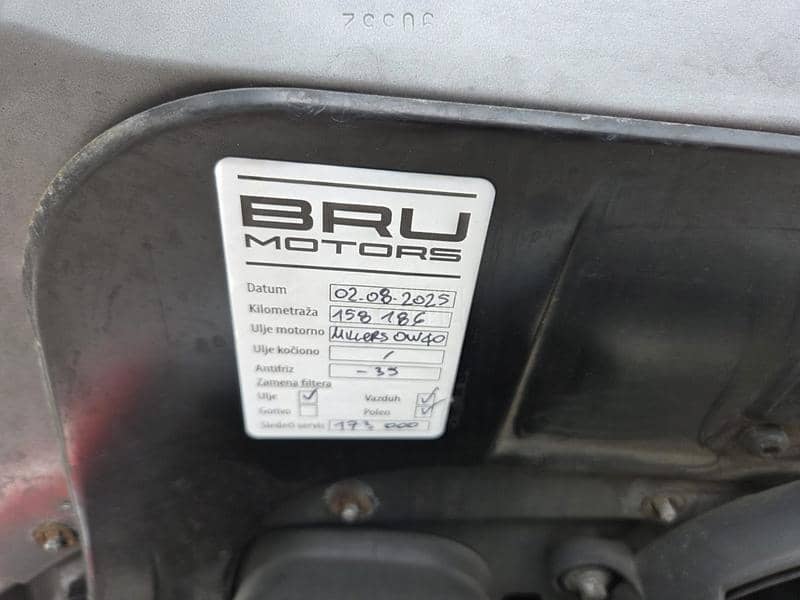 BRU
MOTORS
Datum 02.08.2025
Kilometraža 158 186
Ulje motorno MILLERS 0W40
Ulje kočiono /
Antifriz -35
Zamena filtera
Ulje ✓ Vazduh ✓
Gorivo Polen ✓
Sledeći servis 173 000